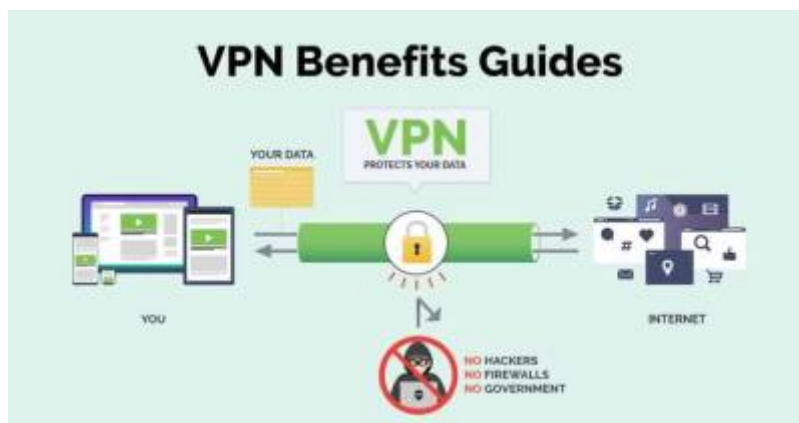 VPN Benefits Guides
VPN
PROTECTS YOUR DATA
YOUR DATA
YOU
INTERNET
NO HACKERS
NO FIREWALLS
NO GOVERNMENT